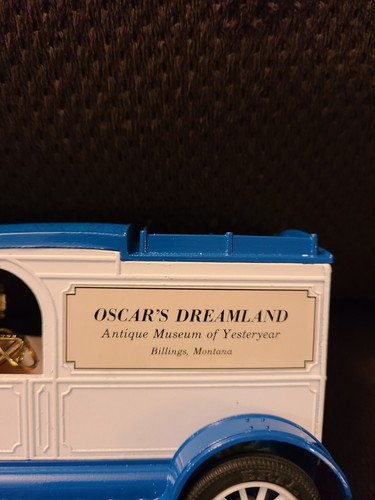 OSCAR'S DREAMLAND
Antique Museum of Yesteryear
Billings, Montana